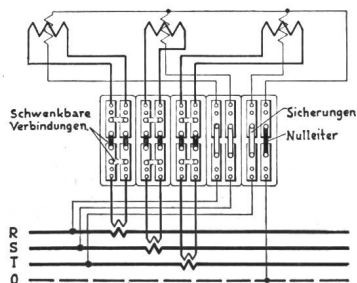 Schwenkbare
Verbindungen
Sicherungen
Nulleiter
R
S
T
0